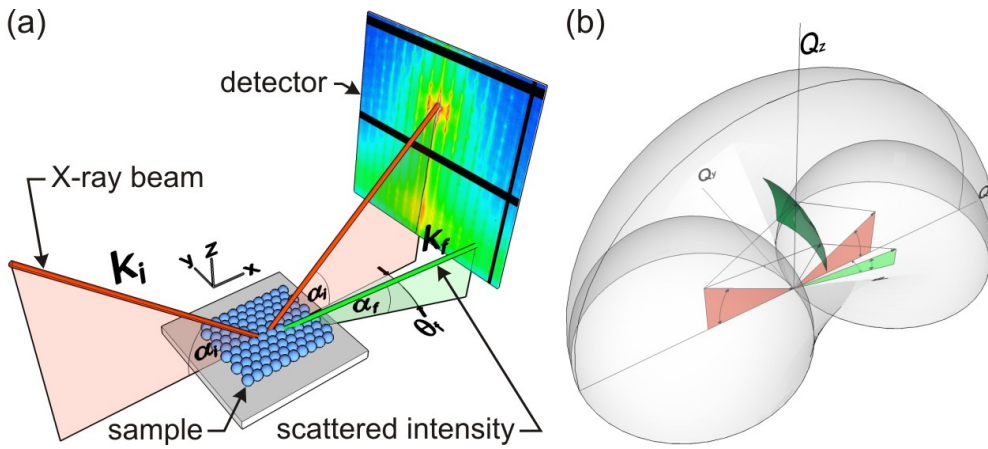 (a)
detector
X-ray beam
Ki
y z x
αi
Kf
αi
αf
θf
sample
scattered intensity
(b)
Qz
Qy
Q